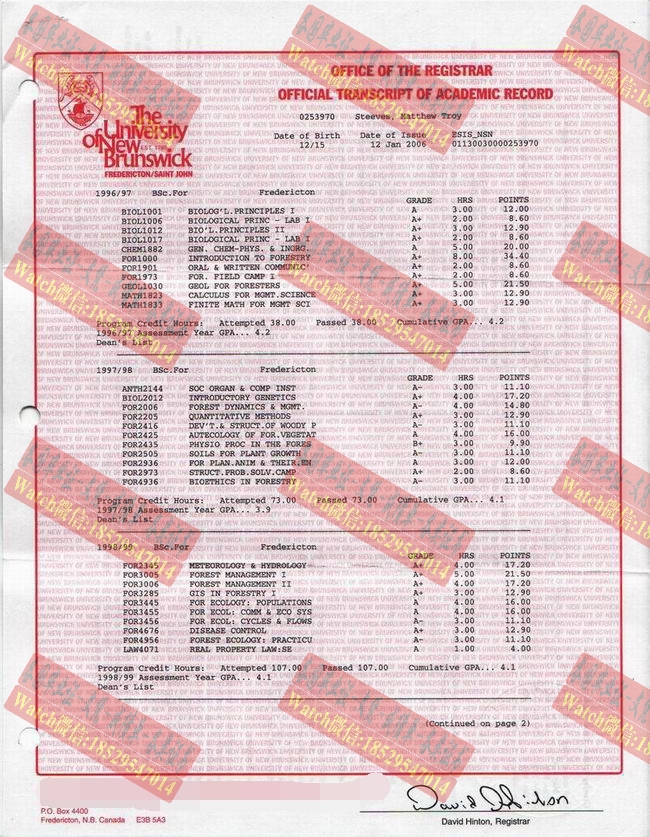 OFFICE OF THE REGISTRAR
OFFICIAL TRANSCRIPT OF ACADEMIC RECORD
The
University
of New
EST. 1785
Brunswick
FREDERICTON/SAINT JOHN
0253970 Steeves, Matthew Troy
Date of Birth Date of Issue ESIS_NSN
12/15 12 Jan 2006 01130030000253970
1996/97 BSc.For Fredericton
GRADE HRS POINTS
BIOL1001 BIOLOG'L.PRINCIPLES I A 3.00 12.00
BIOL1006 BIOLOGICAL PRINC - LAB I A+ 2.00 8.60
BIOL1012 BIO'L.PRINCIPLES II A+ 3.00 12.90
BIOL1017 BIOLOGICAL PRINC - LAB I A+ 2.00 8.60
CHEM1882 GEN. CHEM-PHYS. & INORG. A 5.00 20.00
FOR1000 INTRODUCTION TO FORESTRY A+ 8.00 34.40
FOR1901 ORAL & WRITTEN COMMUNIC' A+ 2.00 8.60
FOR1973 FOR. FIELD CAMP I A+ 2.00 8.60
GEOL1030 GEOL FOR FORESTERS A+ 5.00 21.50
MATH1823 CALCULUS FOR MGMT.SCIENCE A+ 3.00 12.90
MATH1833 FINITE MATH FOR MGT SCI A+ 3.00 12.90
Program Credit Hours: Attempted 38.00 Passed 38.00 Cumulative GPA... 4.2
1996/97 Assessment Year GPA... 4.2
Dean's List
1997/98 BSc.For Fredericton
GRADE HRS POINTS
ANTH2144 SOC ORGAN & COMP INST A- 3.00 11.10
BIOL2012 INTRODUCTORY GENETICS A+ 4.00 17.20
FOR2006 FOREST DYNAMICS & MGMT. A- 4.00 14.80
FOR2205 QUANTITATIVE METHODS A+ 3.00 12.90
FOR2416 DEV'T.& STRUCT.OF WOODY P A- 3.00 11.10
FOR2425 AUTECOLOGY OF FOR.VEGETAT A 4.00 16.00
FOR2435 PHYSIO PROC IN THE FORES B+ 3.00 9.90
FOR2505 SOILS FOR PLANT GROWTH A- 3.00 11.10
FOR2936 FOR PLAN.ANIM & THEIR.EN A 3.00 12.00
FOR2973 STRUCT.PROB.SOLV.CAMP A+ 2.00 8.60
FOR4936 BIOETHICS IN FORESTRY A- 3.00 11.10
Program Credit Hours: Attempted 73.00 Passed 73.00 Cumulative GPA... 4.1
1997/98 Assessment Year GPA... 3.9
Dean's List
1998/99 BSc.For Fredericton
GRADE HRS POINTS
FOR2345 METEOROLOGY & HYDROLOGY A+ 4.00 17.20
FOR3005 FOREST MANAGEMENT I A+ 5.00 21.50
FOR3006 FOREST MANAGEMENT II A+ 4.00 17.20
FOR3285 GIS IN FORESTRY I A+ 3.00 12.90
FOR3445 FOR ECOLOGY: POPULATIONS A 4.00 16.00
FOR3455 FOR ECOL: COMM & ECO SYS A 4.00 16.00
FOR3456 FOR ECOL: CYCLES & FLOWS A- 3.00 11.10
FOR4676 DISEASE CONTROL A+ 3.00 12.90
FOR4956 FOREST ECOLOGY: PRACTICU A- 3.00 11.10
LAW4071 REAL PROPERTY LAW:SE A 1.00 4.00
Program Credit Hours: Attempted 107.00 Passed 107.00 Cumulative GPA... 4.1
1998/99 Assessment Year GPA... 4.1
Dean's List
(Continued on page 2)
P.O. Box 4400
Fredericton, N.B. Canada E3B 5A3
David Hinton, Registrar
Watch微信:18529547014